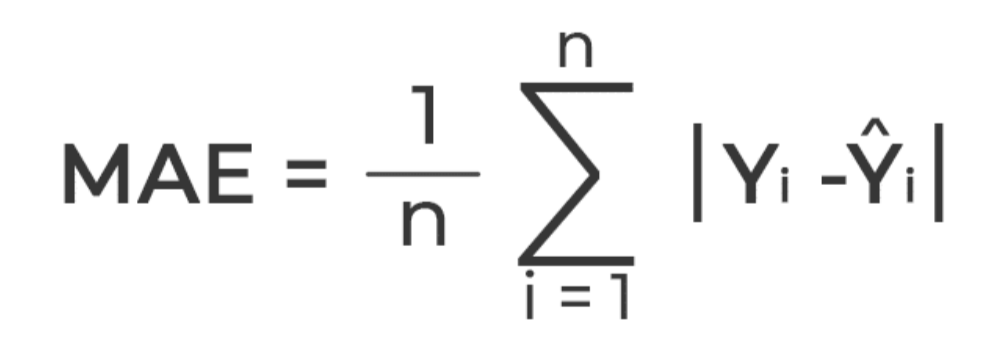 MAE = 1/n n∑i = 1 |Yi -Ŷi|